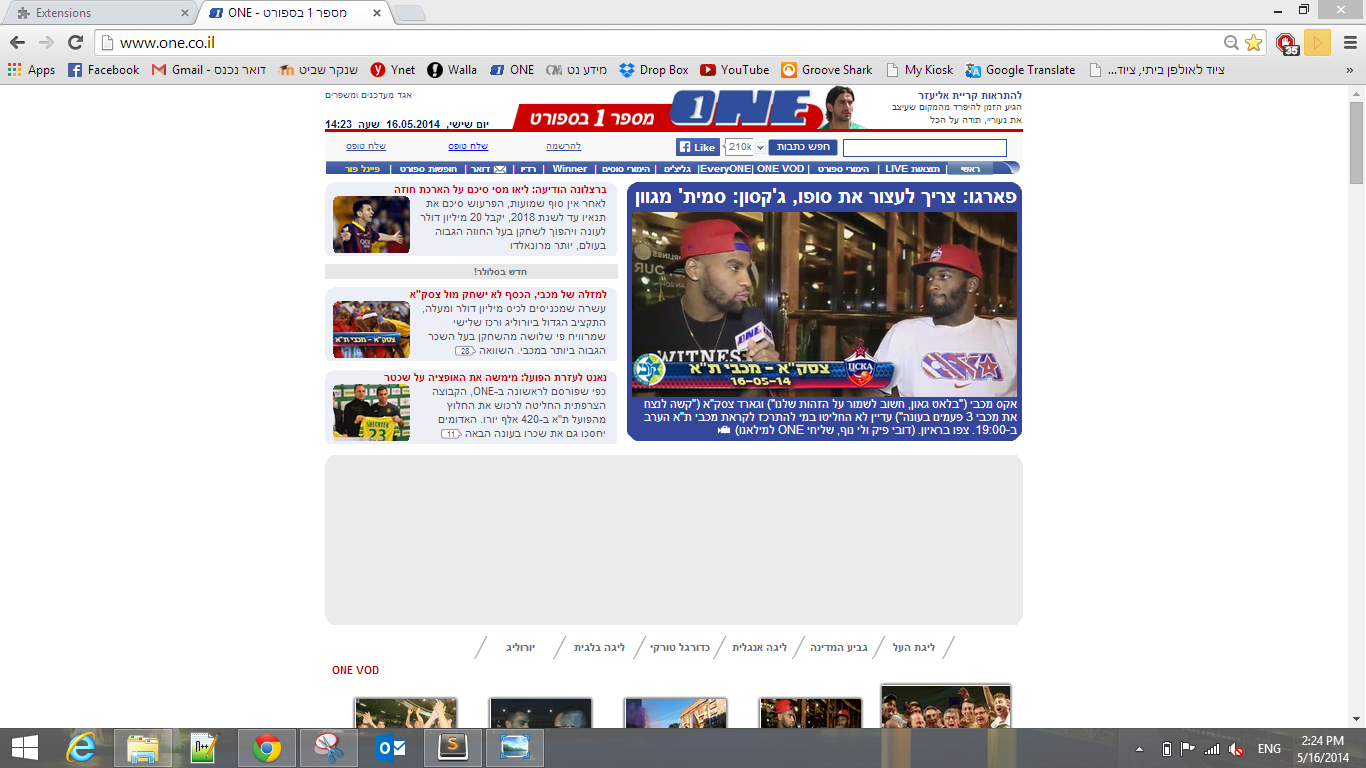 Extensions
ONE - מספר 1 בספורט
www.one.co.il
35
Apps
Facebook
Gmail - דואר נכנס
שנקר שביט
Ynet
Walla
ONE
מידע נט
Drop Box
YouTube
Groove Shark
My Kiosk
Google Translate
ציוד לאולפן ביתי, ציוד...
»
להתראות קריית אליעזר
הגיע הזמן להיפרד מהמקום שעיצב
את נעוריי, תודה על הכל
ONE 1
מספר 1 בספורט
אגד מעדכנים ומשפרים
יום שישי, 16.05.2014 שעה 14:23
חפש כתבות
Like
210k
להרשמה
שלח טופס
שלח טופס
ראשי | תוצאות LIVE | הימורי ספורט | ONE VOD |EveryONE| גליצ'ים | הימורי סוסים | Winner | רדיו | דואר | חופשות ספורט | פיינל פור
פארגו: צריך לעצור את סופו, ג'קסון: סמית' מגוון
WITNESS
ONE
צסק"א - מכבי ת"א
16-05-14
ЦСКА
אקס מכבי ("בלאט גאון, חשוב לשמור על הזהות שלנו") וגארד צסק"א ("קשה לנצח
את מכבי 3 פעמים בעונה") עדיין לא החליטו במי להתרכז לקראת מכבי ת"א הערב
ב-19:00. צפו בראיון. (דובי פיק ולי נוף, שליחי ONE למילאנו)
ברצלונה הודיעה: ליאו מסי סיכם על הארכת חוזה
לאחר אין סוף שמועות, הפרעוש סיכם את
תנאיו עד לשנת 2018, יקבל 20 מיליון דולר
לעונה ויהפוך לשחקן בעל החוזה הגבוה
בעולם, יותר מרונאלדו
חדש בסלולר!
למזלה של מכבי, הכסף לא ישחק מול צסק"א
עשרה שמכניסים לכיס מיליון דולר ומעלה,
התקציב הגדול ביורוליג ורכז שלישי
שמרוויח פי שלושה מהשחקן בעל השכר
הגבוה ביותר במכבי. השוואה 28
צסק"א - מכבי ת"א
נאנט לעזרת הפועל: מימשה את האופציה על שכטר
כפי שפורסם לראשונה ב-ONE, הקבוצה
הצרפתית החליטה לרכוש את החלוץ
מהפועל ת"א ב-420 אלף יורו. האדומים
יחסכו גם את שכרו בעונה הבאה 11
SHECHTER
23
ליגת העל
גביע המדינה
ליגה אנגלית
כדורגל טורקי
ליגה בלגית
יורוליג
ONE VOD
ENG
2:24 PM
5/16/2014